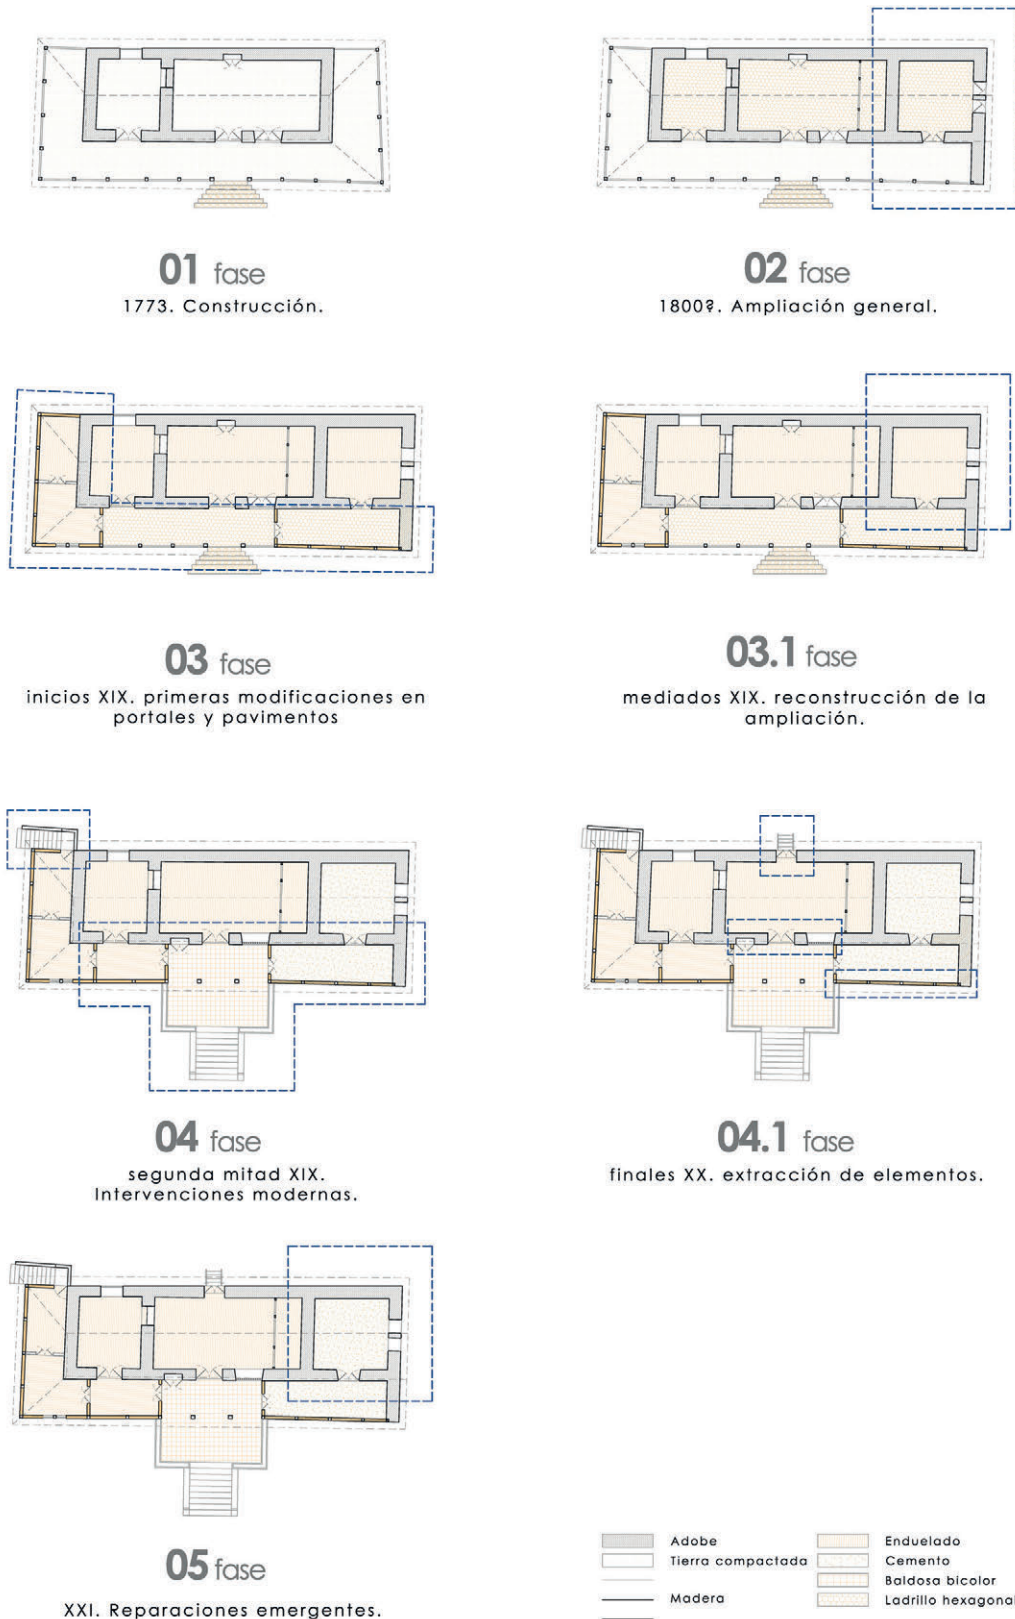 01 fase
1773. Construcción.
02 fase
1800?. Ampliación general.
03 fase
inicios XIX. primeras modificaciones en
portales y pavimentos
03.1 fase
mediados XIX. reconstrucción de la
ampliación.
04 fase
segunda mitad XIX.
Intervenciones modernas.
04.1 fase
finales XX. extracción de elementos.
05 fase
XXI. Reparaciones emergentes.
Adobe
Tierra compactada
Madera
Enduelado
Cemento
Baldosa bicolor
Ladrillo hexagonal